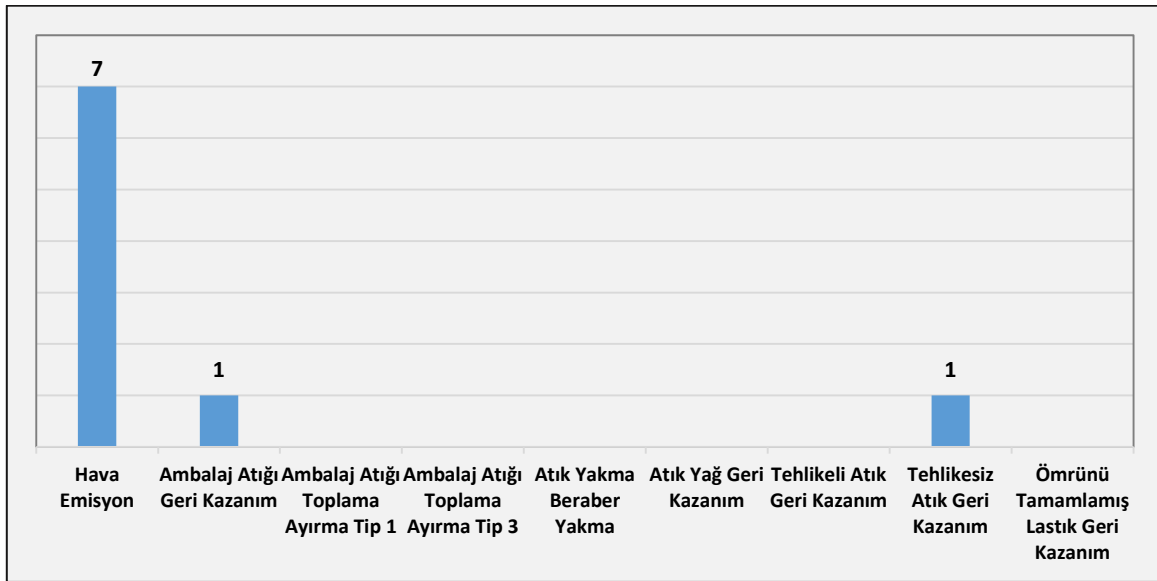 7
1
1
Hava
Emisyon
Ambalaj Atığı
Geri Kazanım
Ambalaj Atığı
Toplama
Ayırma Tip 1
Ambalaj Atığı
Toplama
Ayırma Tip 3
Atık Yakma
Beraber
Yakma
Atık Yağ Geri
Kazanım
Tehlikeli Atık
Geri Kazanım
Tehlikesiz
Atık Geri
Kazanım
Ömrünü
Tamamlamış
Lastik Geri
Kazanım